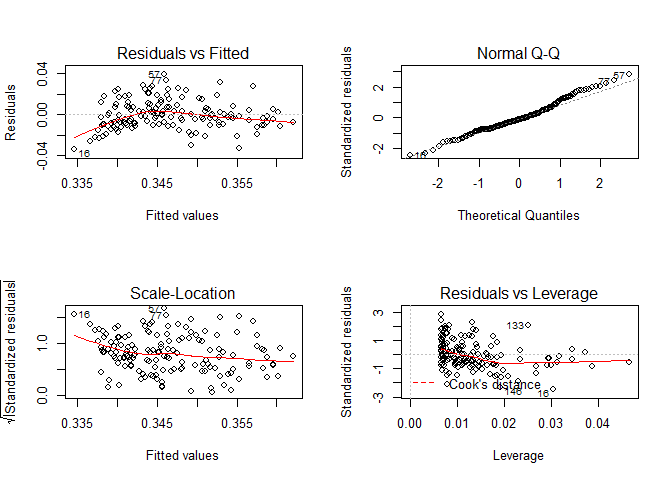 Residuals vs Fitted
Residuals
-0.04 0.00 0.04
57
16
0.335 0.345 0.355
Fitted values
Normal Q-Q
Standardized residuals
-2 0 2
77 57
16
-2 -1 0 1 2
Theoretical Quantiles
Scale-Location
√|Standardized residuals|
0.0 1.0
57
16
77
0.335 0.345 0.355
Fitted values
Residuals vs Leverage
Standardized residuals
-3 -1 1 3
133
Cook's distance
146
16
0.00 0.01 0.02 0.03 0.04
Leverage